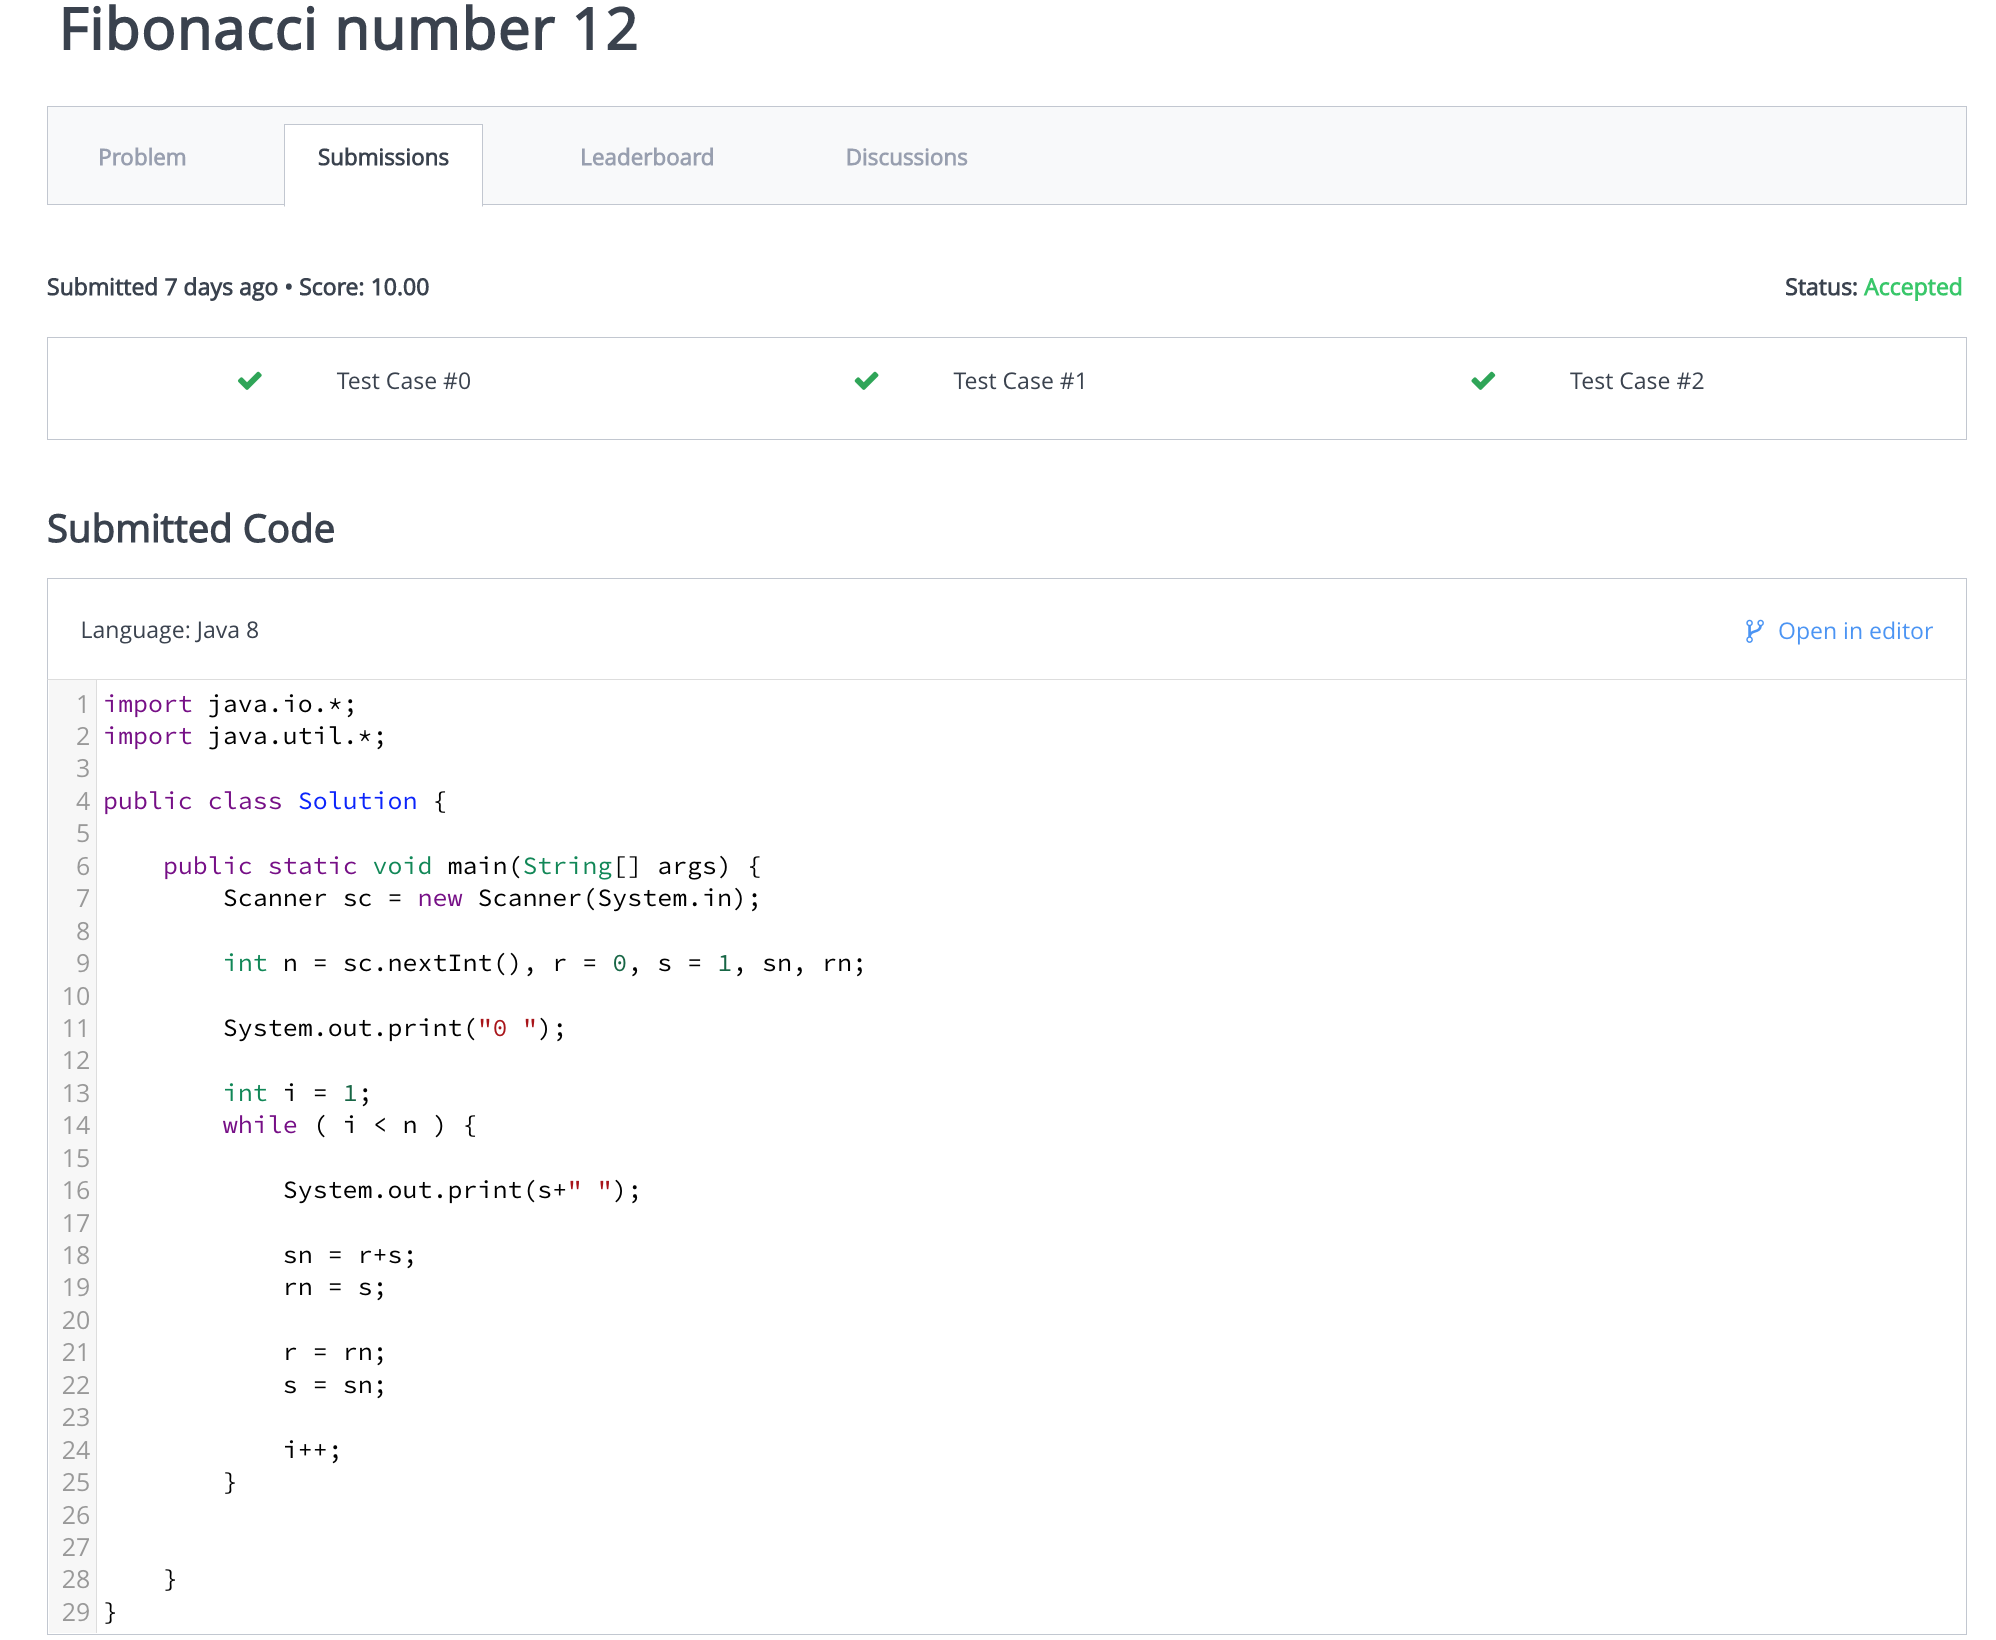 Fibonacci number 12
Problem Submissions Leaderboard Discussions
Submitted 7 days ago • Score: 10.00 Status: Accepted
Test Case #0 Test Case #1 Test Case #2
Submitted Code
Language: Java 8 Open in editor
1 import java.io.*;
2 import java.util.*;
3
4 public class Solution {
5
6     public static void main(String[] args) {
7         Scanner sc = new Scanner(System.in);
8
9         int n = sc.nextInt(), r = 0, s = 1, sn, rn;
10
11         System.out.print("0 ");
12
13         int i = 1;
14         while ( i < n ) {
15
16             System.out.print(s+" ");
17
18             sn = r+s;
19             rn = s;
20
21             r = rn;
22             s = sn;
23
24             i++;
25         }
26
27
28     }
29 }